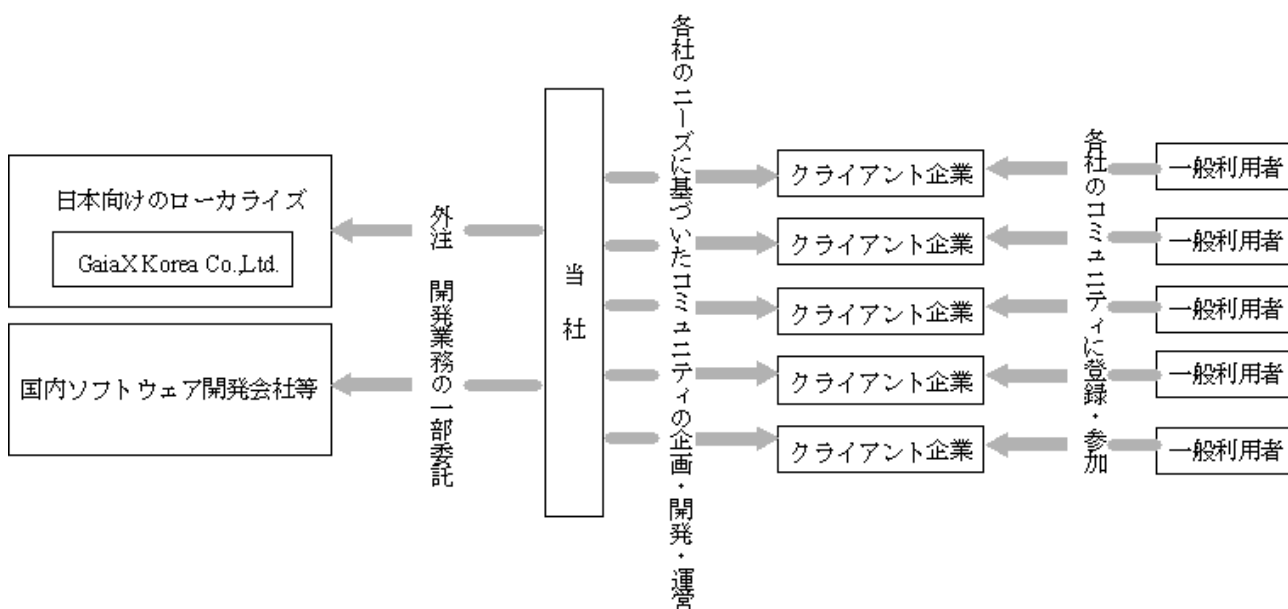 日本向けのローカライズ
GaiaX Korea Co.,Ltd.
国内ソフトウェア開発会社等
外注 開発業務の一部委託
当社
各社のニーズに基づいたコミュニティの企画・開発・運営
クライアント企業
クライアント企業
クライアント企業
クライアント企業
クライアント企業
各社のコミュニティに登録・参加
一般利用者
一般利用者
一般利用者
一般利用者
一般利用者